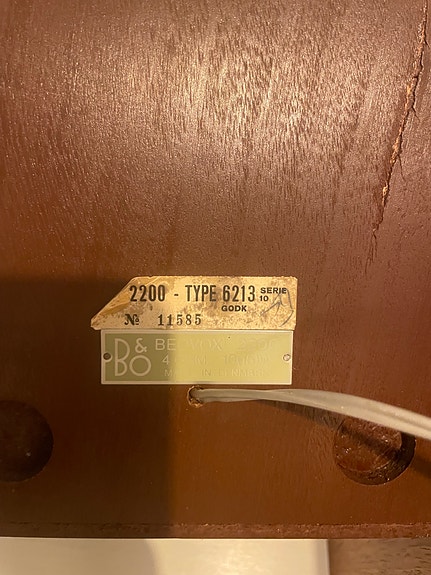 2200 - TYPE 6213 SERIE 10
GODK
№ 11585
B&O BEOVOX 2200
MADE IN DENMARK